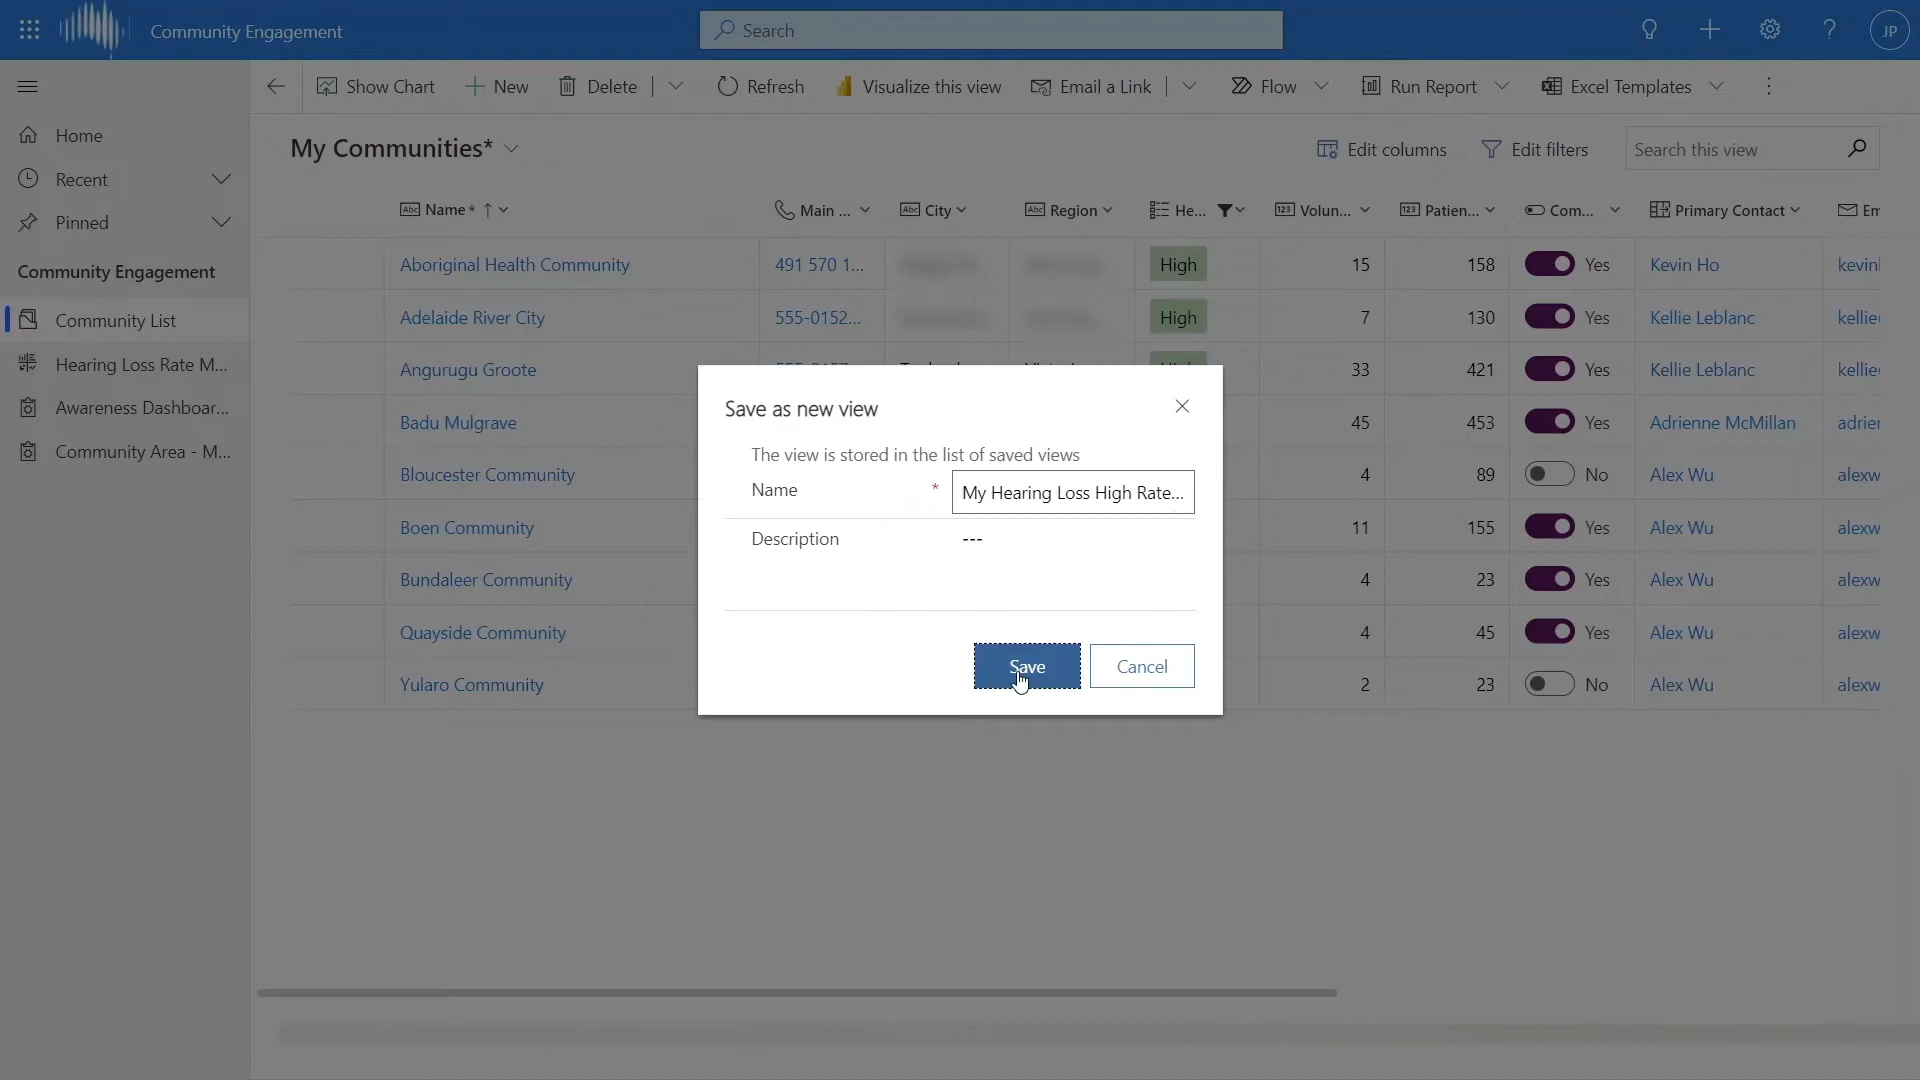 Community Engagement
Search
JP
Show Chart
New
Delete
Refresh
Visualize this view
Email a Link
Flow
Run Report
Excel Templates
Home
Recent
Pinned
Community Engagement
Community List
Hearing Loss Rate M...
Awareness Dashboar...
Community Area - M...
My Communities*
Edit columns
Edit filters
Search this view
Abc Name* ↑ Main ... Abc City Abc Region He... 123 Volun... 123 Patien... Com... Primary Contact Em
Aboriginal Health Community 491 570 1... High 15 158 Yes Kevin Ho kevinl
Adelaide River City 555-0152... High 7 130 Yes Kellie Leblanc kellie
Angurugu Groote 33 421 Yes Kellie Leblanc kellie
Badu Mulgrave 45 453 Yes Adrienne McMillan adrier
Bloucester Community 4 89 No Alex Wu alexw
Boen Community 11 155 Yes Alex Wu alexw
Bundaleer Community 4 23 Yes Alex Wu alexw
Quayside Community 4 45 Yes Alex Wu alexw
Yularo Community 2 23 No Alex Wu alexw
Save as new view
The view is stored in the list of saved views
Name * My Hearing Loss High Rate...
Description ---
Save
Cancel